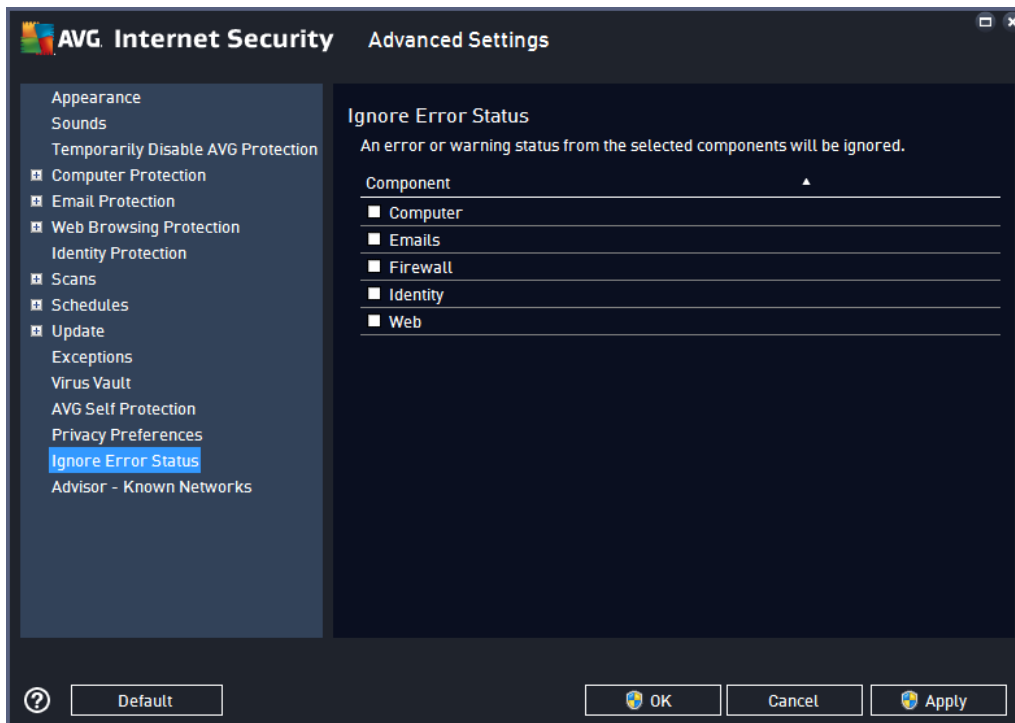 AVG. Internet Security Advanced Settings
Appearance
Sounds
Temporarily Disable AVG Protection
Computer Protection
Email Protection
Web Browsing Protection
Identity Protection
Scans
Schedules
Update
Exceptions
Virus Vault
AVG Self Protection
Privacy Preferences
Ignore Error Status
Advisor - Known Networks
Ignore Error Status
An error or warning status from the selected components will be ignored.
Component
Computer
Emails
Firewall
Identity
Web
? Default OK Cancel Apply